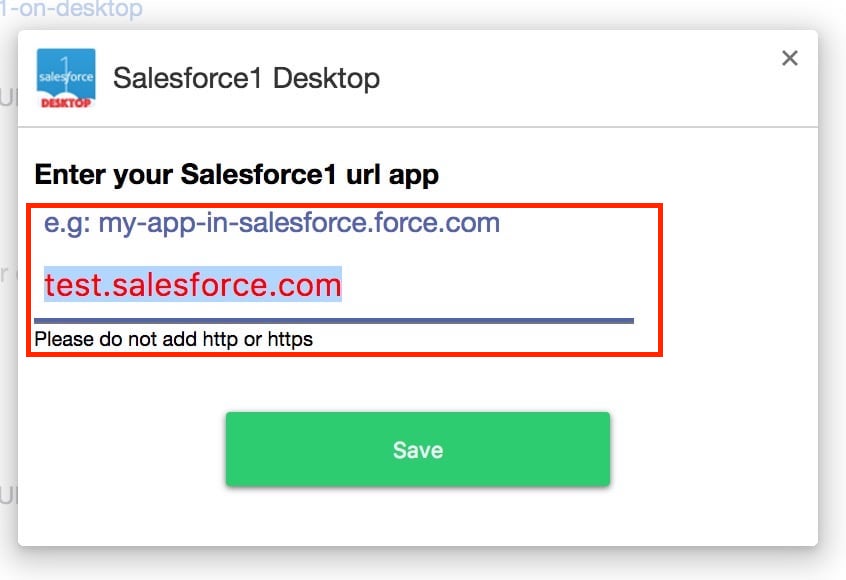 1-on-desktop
salesforce
1
DESKTOP
Salesforce1 Desktop
×
Enter your Salesforce1 url app
e.g: my-app-in-salesforce.force.com
test.salesforce.com
Please do not add http or https
Save